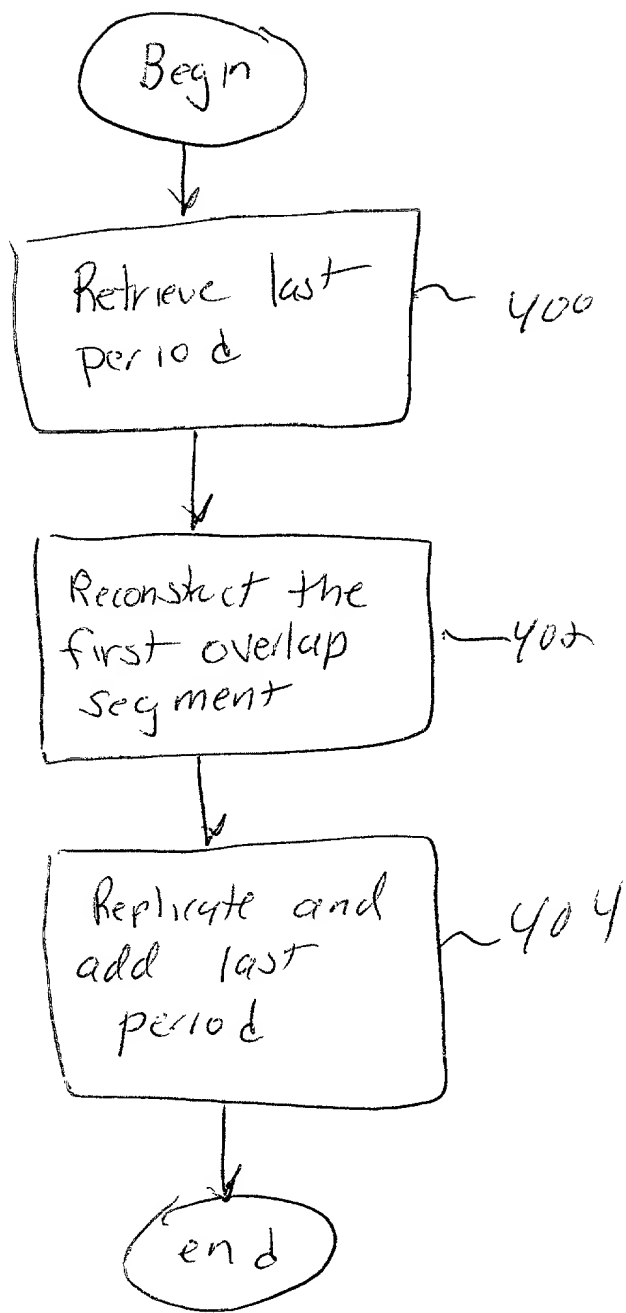 Begin
Retrieve last
period
400
Reconstuct the
first overlap
segment
402
Replicate and
add last
period
404
end